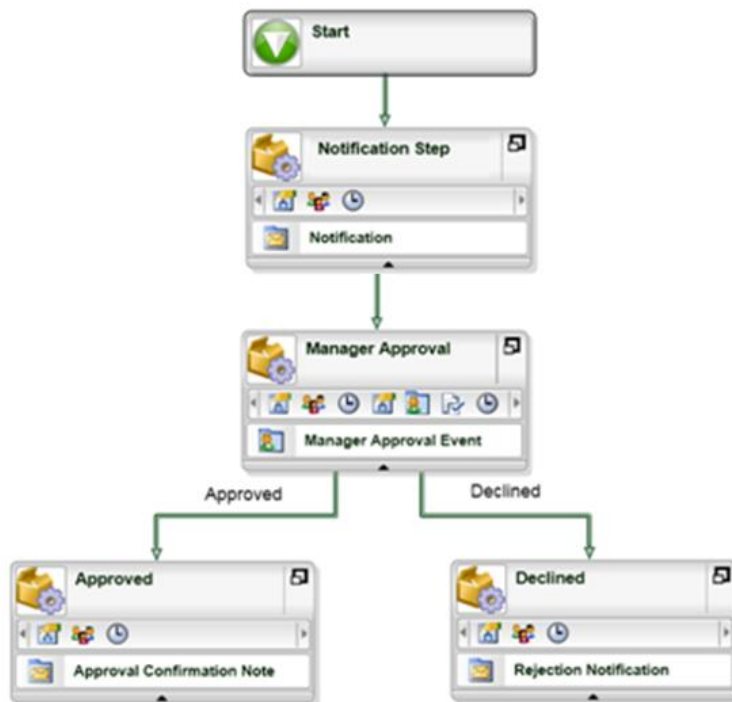 Start
Notification Step
Notification
Manager Approval
Manager Approval Event
Approved
Declined
Approved
Approval Confirmation Note
Declined
Rejection Notification